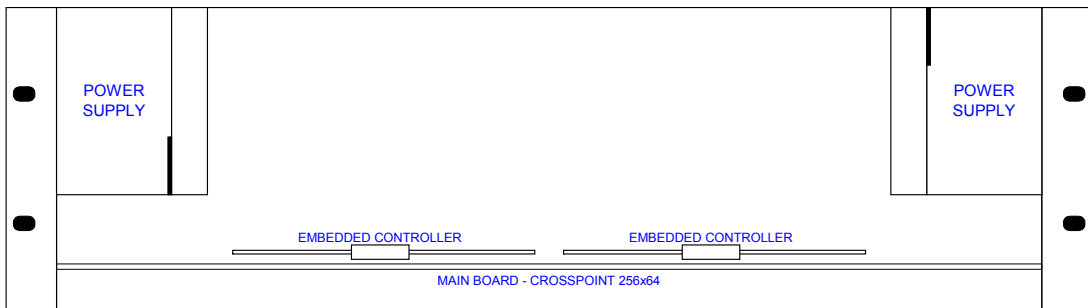 POWER
SUPPLY
POWER
SUPPLY
EMBEDDED CONTROLLER
EMBEDDED CONTROLLER
MAIN BOARD - CROSSPOINT 256x64